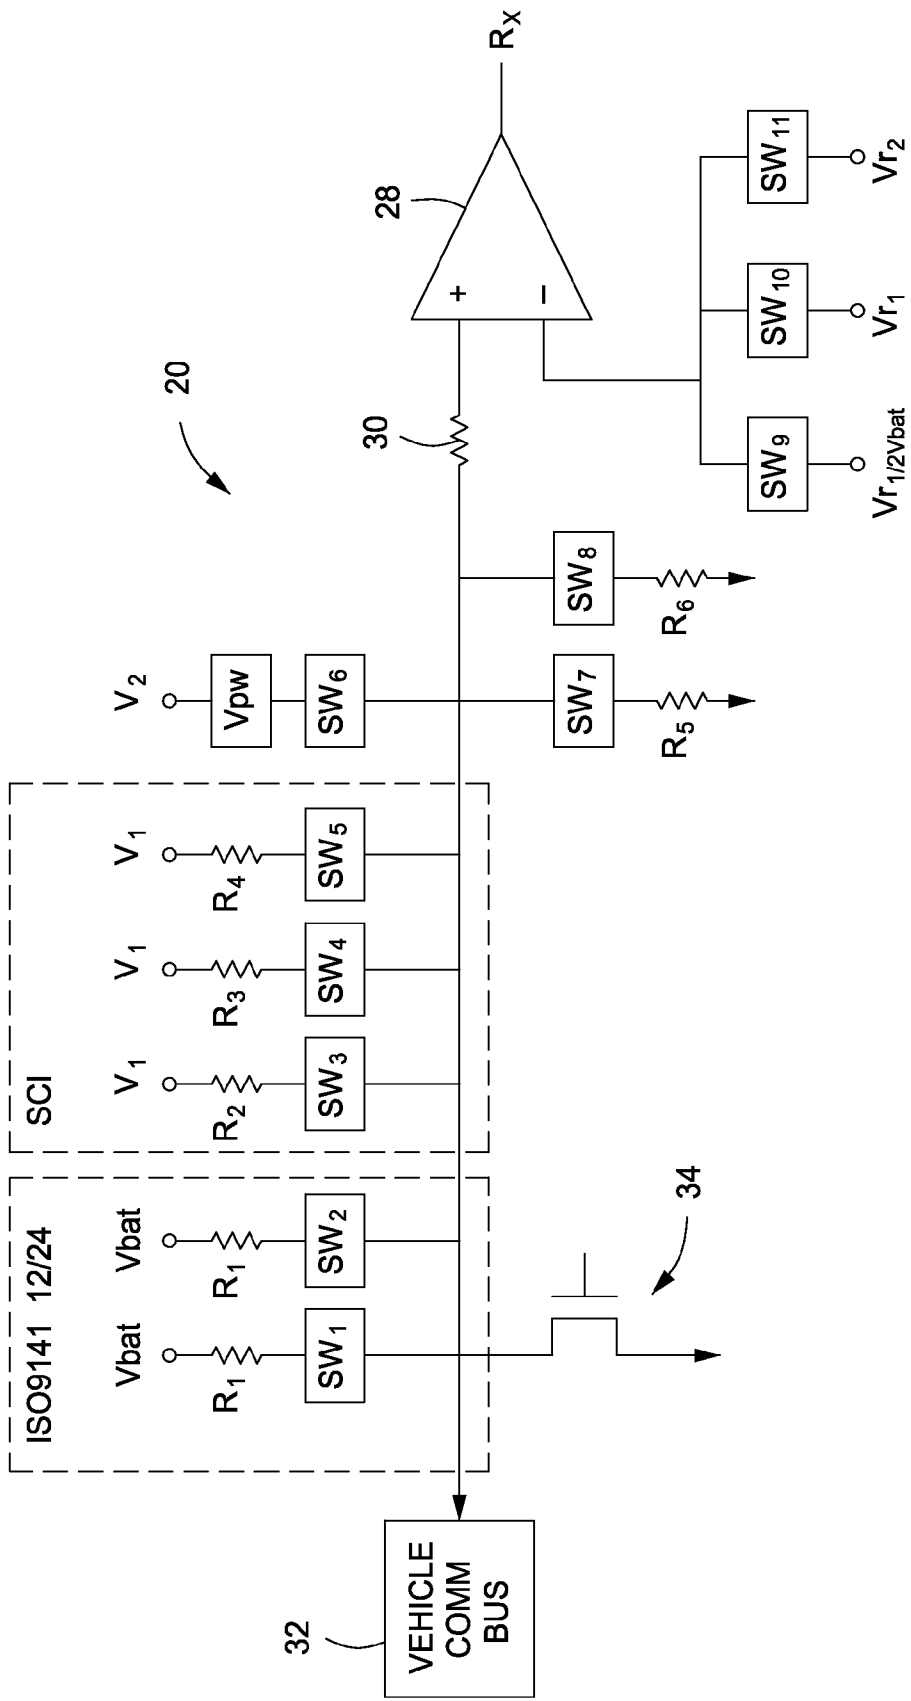 ISO9141 12/24
SCI
Vbat
Vbat
V1
V1
V1
V2
R1
R1
R2
R3
R4
Vpw
SW1
SW2
SW3
SW4
SW5
SW6
20
32
VEHICLE
COMM
BUS
34
SW7
SW8
R5
R6
30
28
+
−
RX
SW9
SW10
SW11
Vr1/2Vbat
Vr1
Vr2